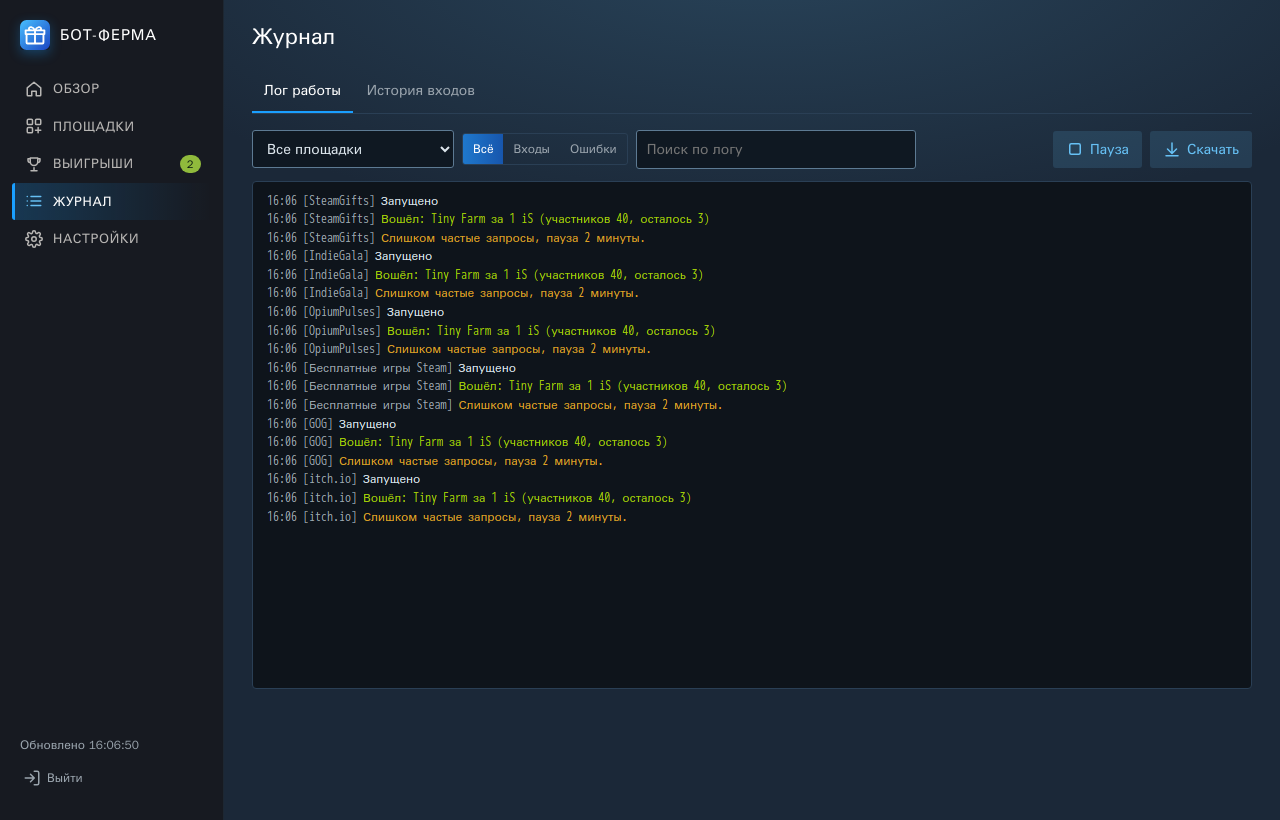 БОТ-ФЕРМА
ОБЗОР
ПЛОЩАДКИ
ВЫИГРЫШИ 2
ЖУРНАЛ
НАСТРОЙКИ
Обновлено 16:06:50
Выйти
Журнал
Лог работы История входов
Все площадки Всё Входы Ошибки Поиск по логу Пауза Скачать
16:06 [SteamGifts] Запущено
16:06 [SteamGifts] Вошёл: Tiny Farm за 1 iS (участников 40, осталось 3)
16:06 [SteamGifts] Слишком частые запросы, пауза 2 минуты.
16:06 [IndieGala] Запущено
16:06 [IndieGala] Вошёл: Tiny Farm за 1 iS (участников 40, осталось 3)
16:06 [IndieGala] Слишком частые запросы, пауза 2 минуты.
16:06 [OpiumPulses] Запущено
16:06 [OpiumPulses] Вошёл: Tiny Farm за 1 iS (участников 40, осталось 3)
16:06 [OpiumPulses] Слишком частые запросы, пауза 2 минуты.
16:06 [Бесплатные игры Steam] Запущено
16:06 [Бесплатные игры Steam] Вошёл: Tiny Farm за 1 iS (участников 40, осталось 3)
16:06 [Бесплатные игры Steam] Слишком частые запросы, пауза 2 минуты.
16:06 [GOG] Запущено
16:06 [GOG] Вошёл: Tiny Farm за 1 iS (участников 40, осталось 3)
16:06 [GOG] Слишком частые запросы, пауза 2 минуты.
16:06 [itch.io] Запущено
16:06 [itch.io] Вошёл: Tiny Farm за 1 iS (участников 40, осталось 3)
16:06 [itch.io] Слишком частые запросы, пауза 2 минуты.